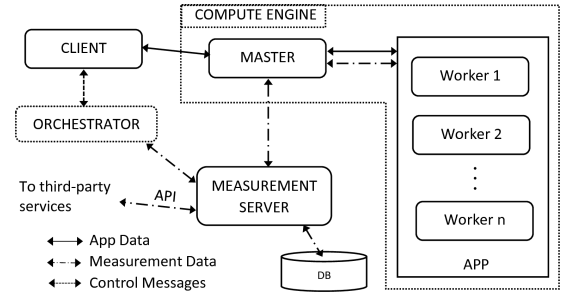 COMPUTE ENGINE
CLIENT
MASTER
Worker 1
ORCHESTRATOR
Worker 2
To third-party
services
API
MEASUREMENT
SERVER
Worker n
App Data
Measurement Data
Control Messages
DB
APP